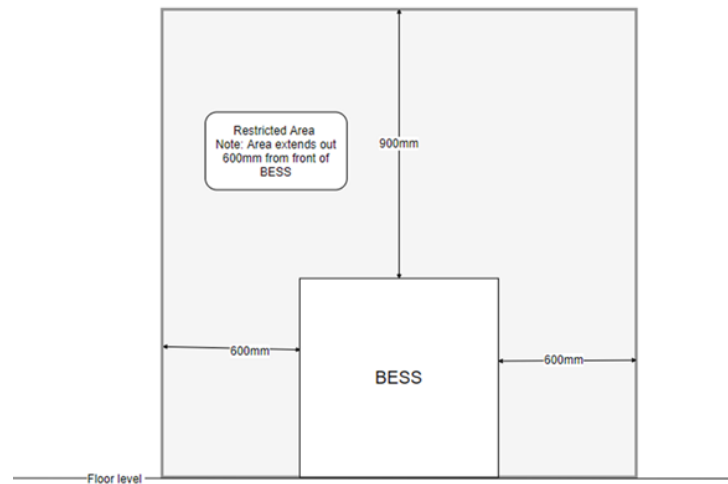 Restricted Area
Note: Area extends out
600mm from front of
BESS
900mm
600mm
600mm
BESS
Floor level